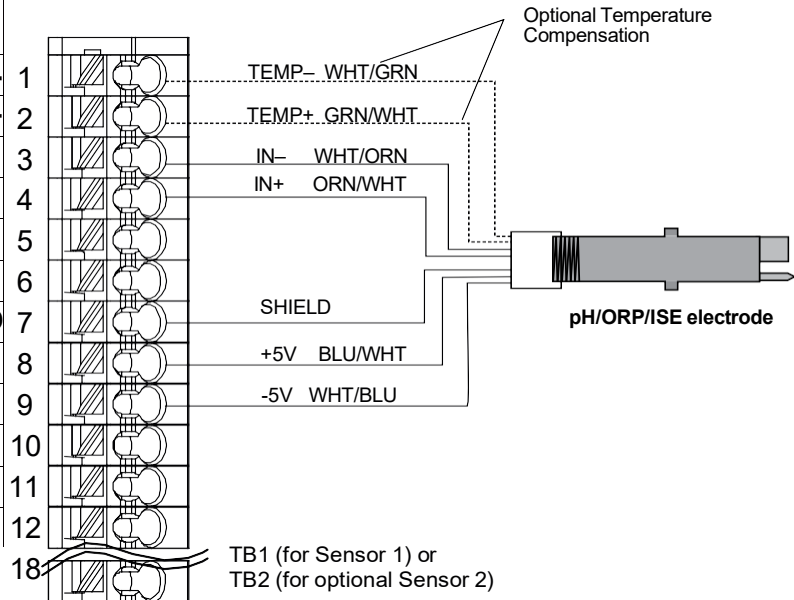 Optional Temperature
Compensation
1 TEMP– WHT/GRN
2 TEMP+ GRN/WHT
3 IN– WHT/ORN
4 IN+ ORN/WHT
5
6
7 SHIELD
8 +5V BLU/WHT
9 -5V WHT/BLU
10
11
12
18
pH/ORP/ISE electrode
TB1 (for Sensor 1) or
TB2 (for optional Sensor 2)